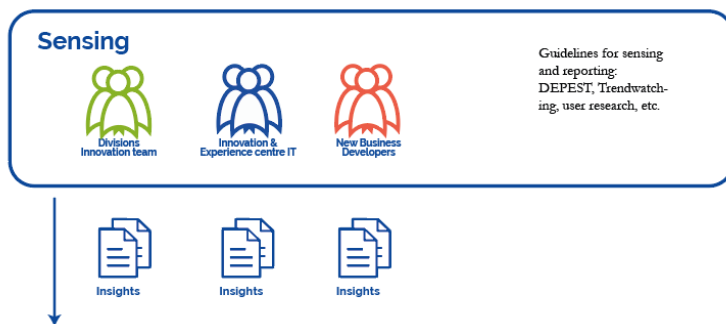 Sensing
Guidelines for sensing
and reporting:
DEPEST, Trendwatch-
ing, user research, etc.
Divisions
Innovation team
Innovation &
Experience centre IT
New Business
Developers
Insights
Insights
Insights